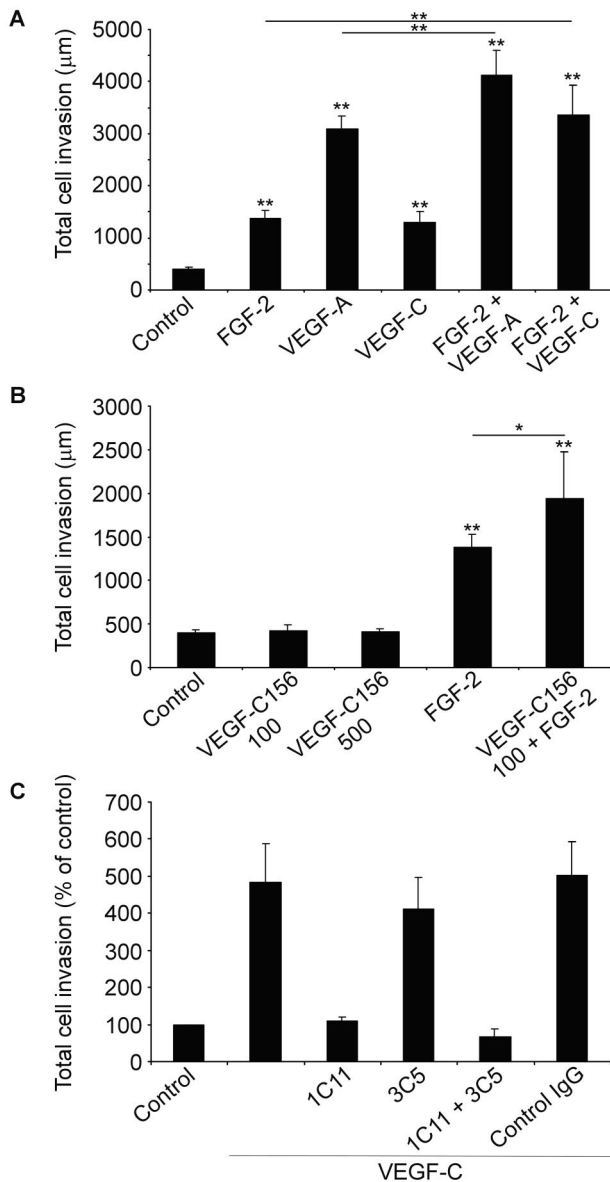 A
Total cell invasion (μm)
5000
4000
3000
2000
1000
0
**
**
**
**
**
**
**
Control
FGF-2
VEGF-A
VEGF-C
FGF-2 +
VEGF-A
FGF-2 +
VEGF-C
B
Total cell invasion (μm)
3000
2500
2000
1500
1000
500
0
*
**
**
Control
VEGF-C156
100
VEGF-C156
500
FGF-2
VEGF-C156
100 + FGF-2
C
Total cell invasion (% of control)
700
600
500
400
300
200
100
0
Control
1C11
3C5
1C11 + 3C5
Control IgG
VEGF-C